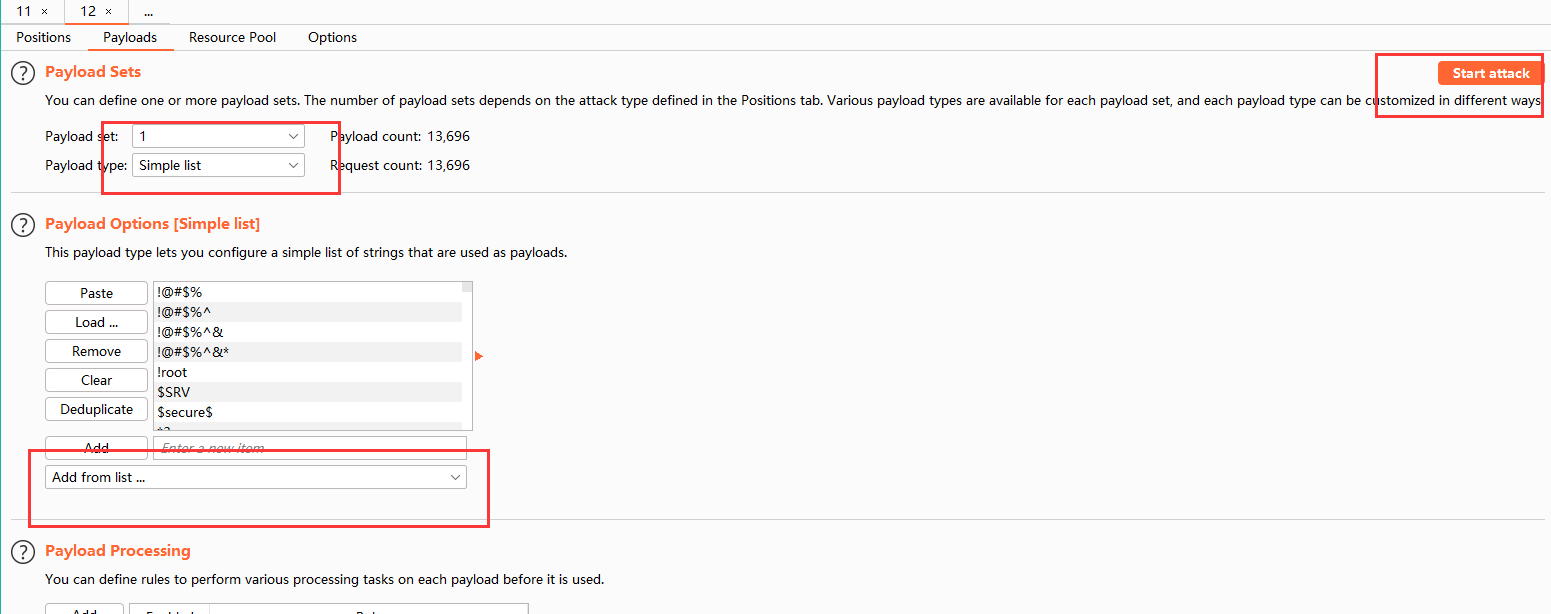 11 × 12 × ...
Positions Payloads Resource Pool Options
? Payload Sets
Start attack
You can define one or more payload sets. The number of payload sets depends on the attack type defined in the Positions tab. Various payload types are available for each payload set, and each payload type can be customized in different ways
Payload set: 1 Payload count: 13,696
Payload type: Simple list Request count: 13,696
? Payload Options [Simple list]
This payload type lets you configure a simple list of strings that are used as payloads.
Paste
Load ...
Remove
Clear
Deduplicate
!@#$%
!@#$%^
!@#$%^&
!@#$%^&*
!root
$SRV
$secure$
Add Enter a new item
Add from list ...
? Payload Processing
You can define rules to perform various processing tasks on each payload before it is used.
Add